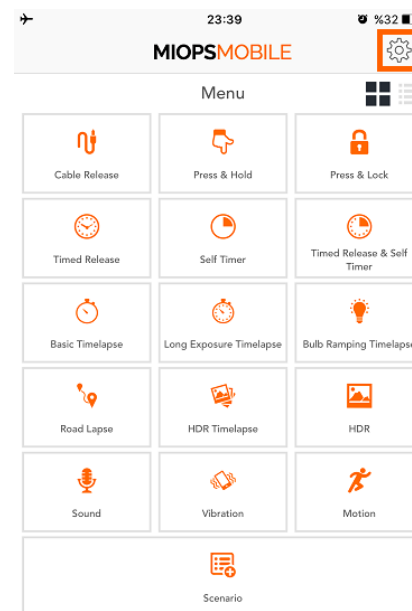 23:39
%32
MIOPSMOBILE
Menu
Cable Release
Press & Hold
Press & Lock
Timed Release
Self Timer
Timed Release & Self
Timer
Basic Timelapse
Long Exposure Timelapse
Bulb Ramping Timelapse
Road Lapse
HDR Timelapse
HDR
Sound
Vibration
Motion
Scenario